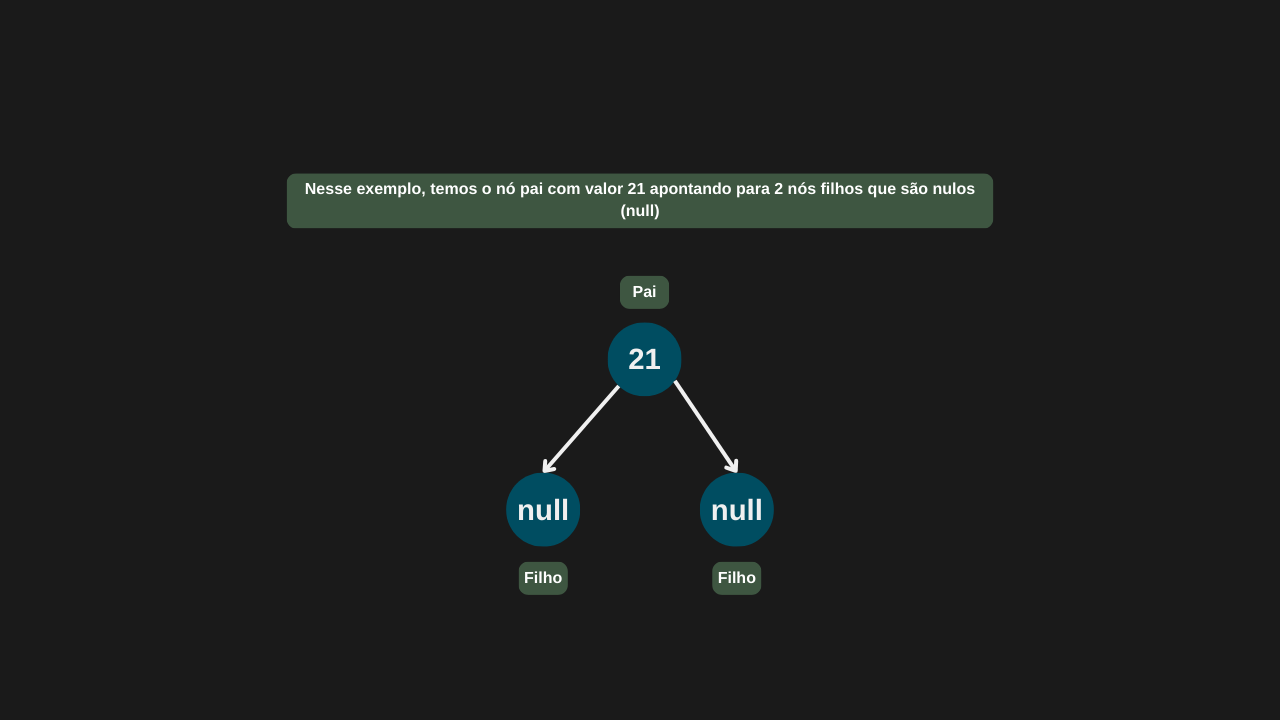 Nesse exemplo, temos o nó pai com valor 21 apontando para 2 nós filhos que são nulos
(null)
Pai
21
null
null
Filho
Filho